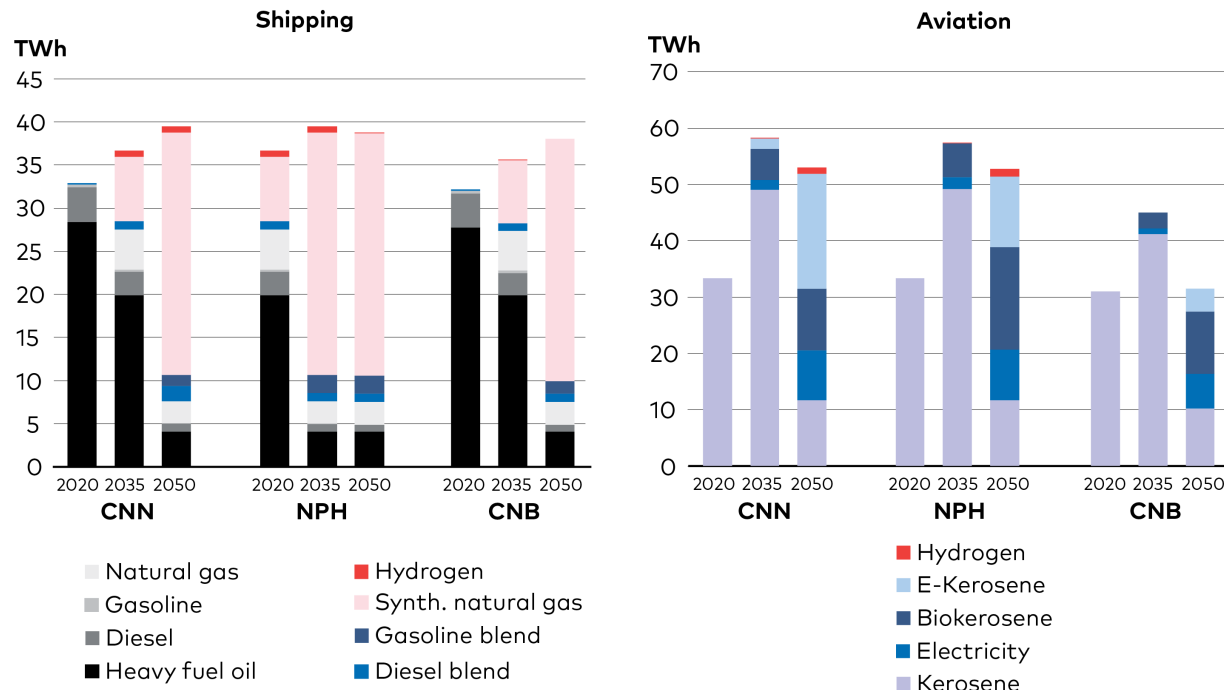 Shipping
TWh
45
40
35
30
25
20
15
10
5
0
2020 2035 2050 2020 2035 2050 2020 2035 2050
CNN NPH CNB
Natural gas
Gasoline
Diesel
Heavy fuel oil
Hydrogen
Synth. natural gas
Gasoline blend
Diesel blend
Aviation
TWh
70
60
50
40
30
20
10
0
2020 2035 2050 2020 2035 2050 2020 2035 2050
CNN NPH CNB
Hydrogen
E-Kerosene
Biokerosene
Electricity
Kerosene